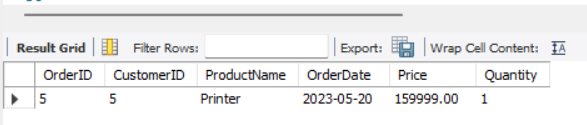 Result Grid Filter Rows: Export: Wrap Cell Content: IA
OrderID CustomerID ProductName OrderDate Price Quantity
5 5 Printer 2023-05-20 159999.00 1